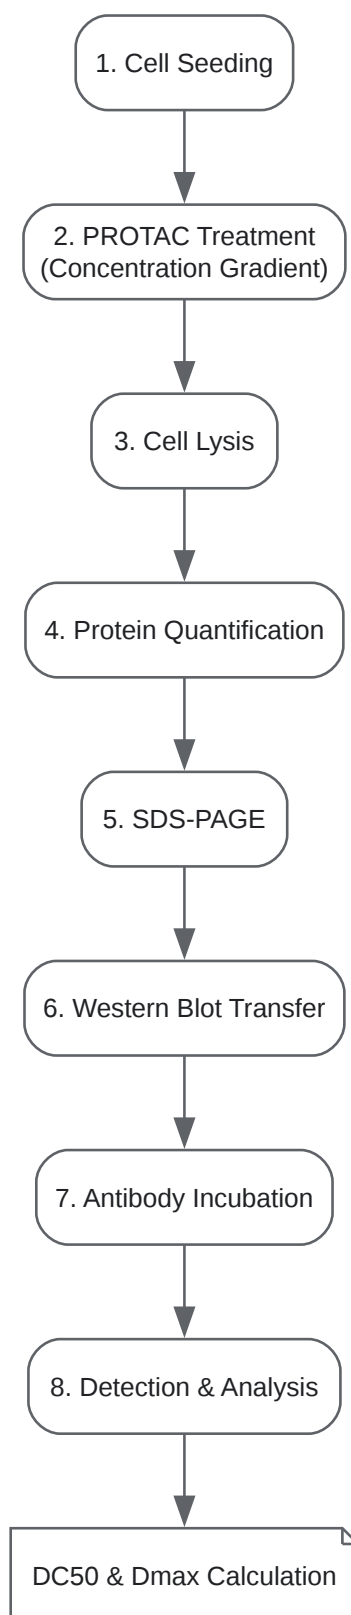 1. Cell Seeding
2. PROTAC Treatment
(Concentration Gradient)
3. Cell Lysis
4. Protein Quantification
5. SDS-PAGE
6. Western Blot Transfer
7. Antibody Incubation
8. Detection & Analysis
DC50 & Dmax Calculation